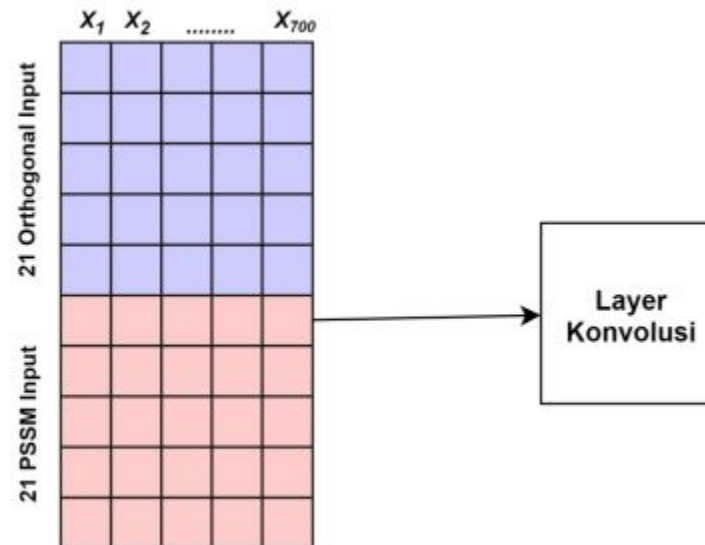 X1 X2 ........ X700
21 Orthogonal Input
21 PSSM Input
Layer
Konvolusi